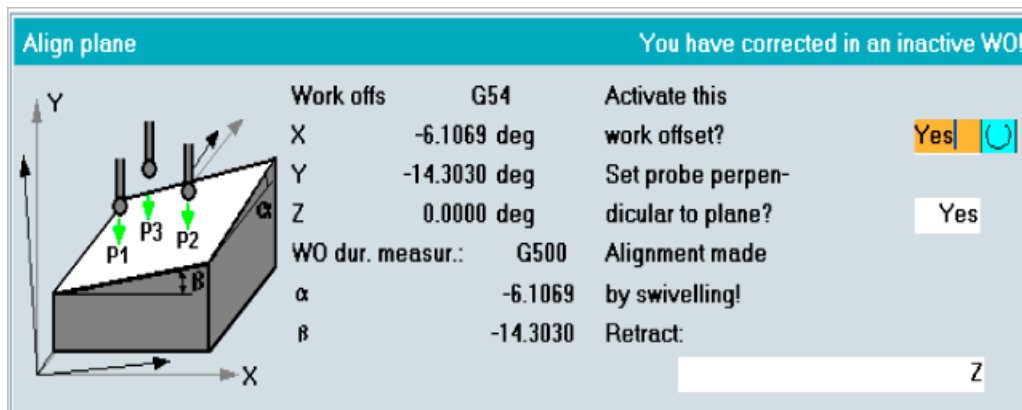 Align plane You have corrected in an inactive WO!
Y
P1
P3
P2
α
β
X
Work offs G54
X -6.1069 deg
Y -14.3030 deg
Z 0.0000 deg
WO dur. measur.: G500
α -6.1069
β -14.3030
Activate this
work offset? Yes
Set probe perpen-
dicular to plane? Yes
Alignment made
by swivelling!
Retract:
Z